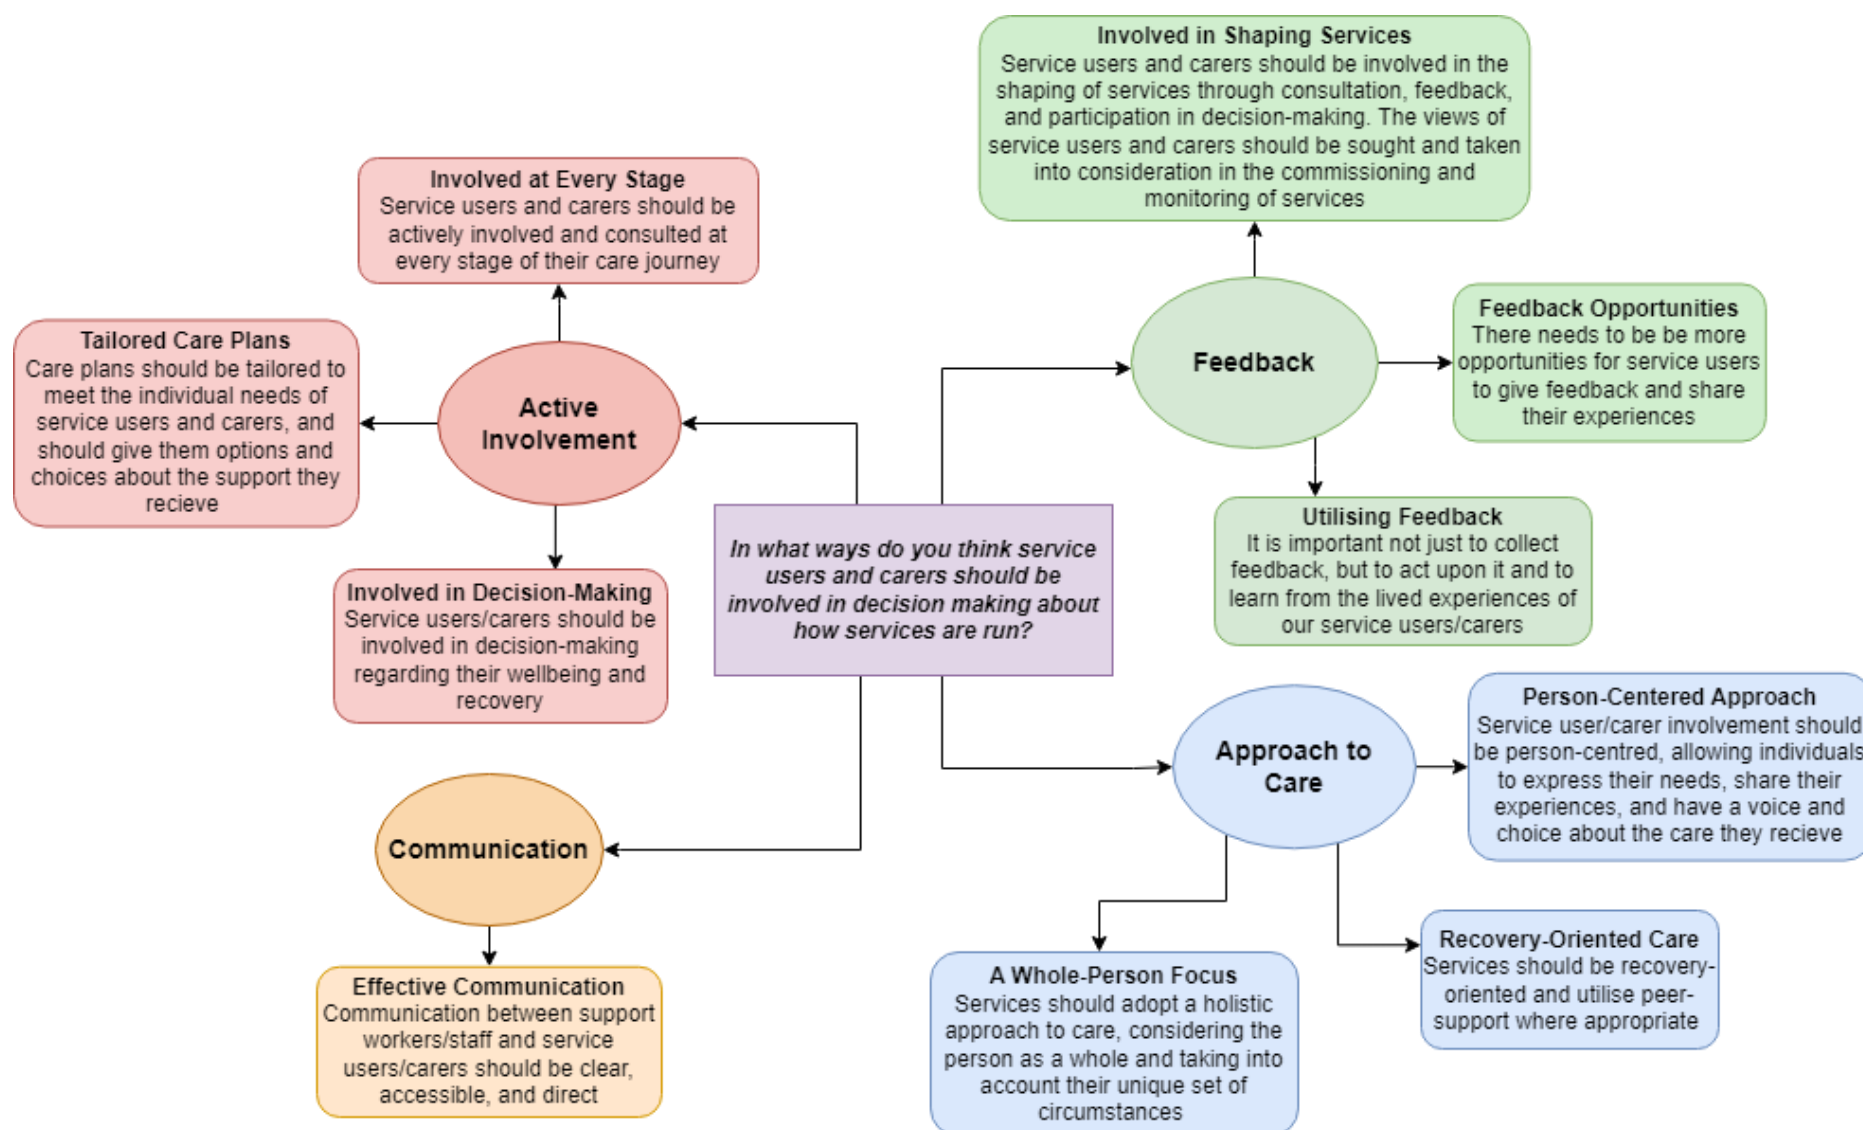 Involved in Shaping Services
Service users and carers should be involved in the
shaping of services through consultation, feedback,
and participation in decision-making. The views of
service users and carers should be sought and taken
into consideration in the commissioning and
monitoring of services
Involved at Every Stage
Service users and carers should be
actively involved and consulted at
every stage of their care journey
Tailored Care Plans
Care plans should be tailored to
meet the individual needs of
service users and carers, and
should give them options and
choices about the support they
recieve
Active
Involvement
Feedback
Feedback Opportunities
There needs to be be more
opportunities for service users
to give feedback and share
their experiences
Utilising Feedback
It is important not just to collect
feedback, but to act upon it and to
learn from the lived experiences of
our service users/carers
In what ways do you think service
users and carers should be
involved in decision making about
how services are run?
Involved in Decision-Making
Service users/carers should be
involved in decision-making
regarding their wellbeing and
recovery
Communication
Effective Communication
Communication between support
workers/staff and service
users/carers should be clear,
accessible, and direct
Approach to
Care
Person-Centered Approach
Service user/carer involvement should
be person-centred, allowing individuals
to express their needs, share their
experiences, and have a voice and
choice about the care they recieve
Recovery-Oriented Care
Services should be recovery-
oriented and utilise peer-
support where appropriate
A Whole-Person Focus
Services should adopt a holistic
approach to care, considering the
person as a whole and taking into
account their unique set of
circumstances